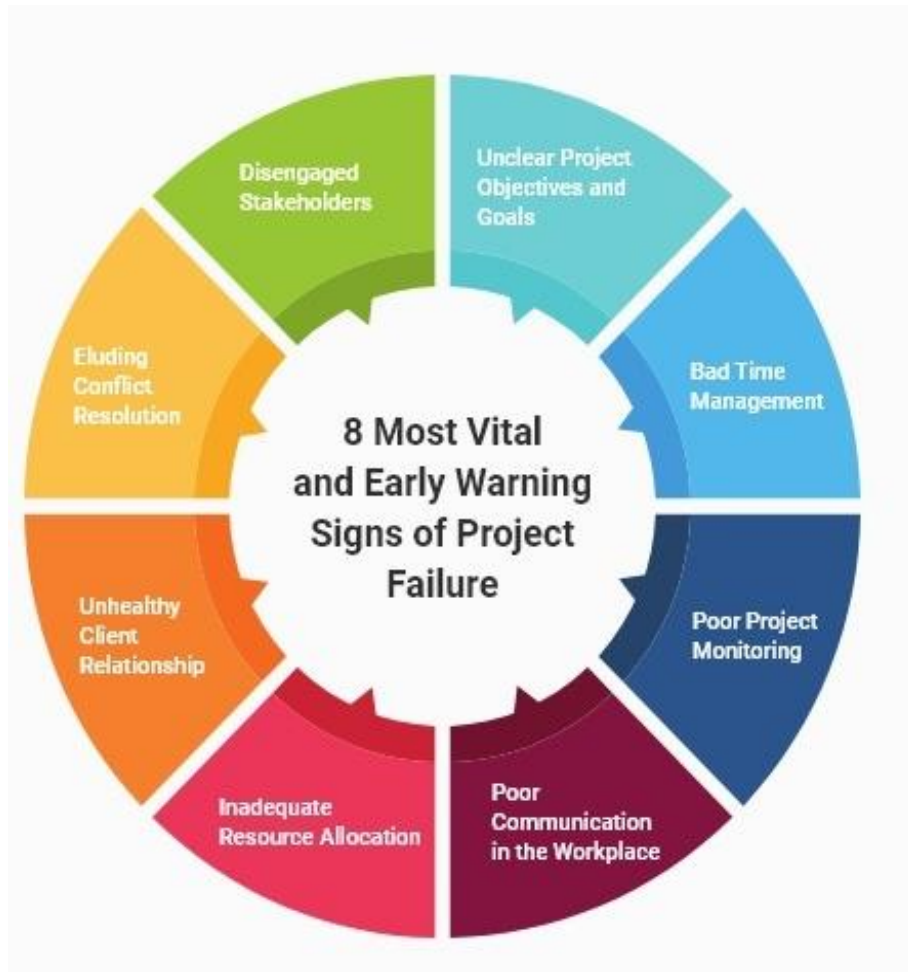 8 Most Vital
and Early Warning
Signs of Project
Failure
Unclear Project
Objectives and
Goals
Bad Time
Management
Poor Project
Monitoring
Poor
Communication
in the Workplace
Inadequate
Resource Allocation
Unhealthy
Client
Relationship
Eluding
Conflict
Resolution
Disengaged
Stakeholders